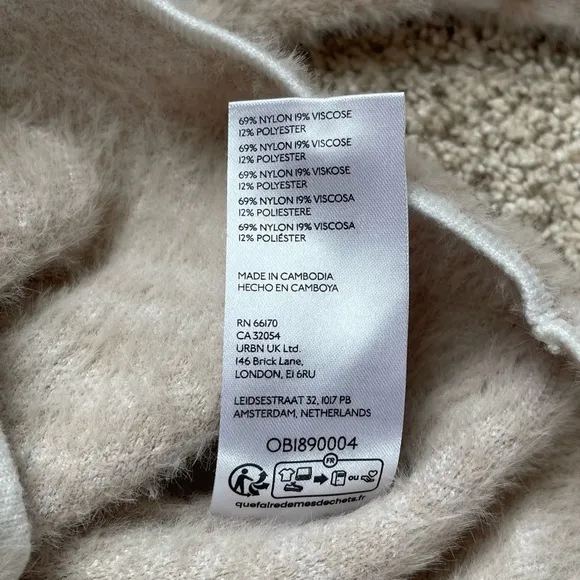 69% NYLON 19% VISCOSE
12% POLYESTER
69% NYLON 19% VISCOSE
12% POLYESTER
69% NYLON 19% VISKOSE
12% POLYESTER
69% NYLON 19% VISCOSA
12% POLIESTERE
69% NYLON 19% VISCOSA
12% POLIÉSTER
MADE IN CAMBODIA
HECHO EN CAMBOYA
RN 66170
CA 32054
URBN UK Ltd.
146 Brick Lane,
LONDON, E1 6RU
LEIDSESTRAAT 32, 1017 PB
AMSTERDAM, NETHERLANDS
OB1890004
FR
OU
quefairedemesdechets.fr